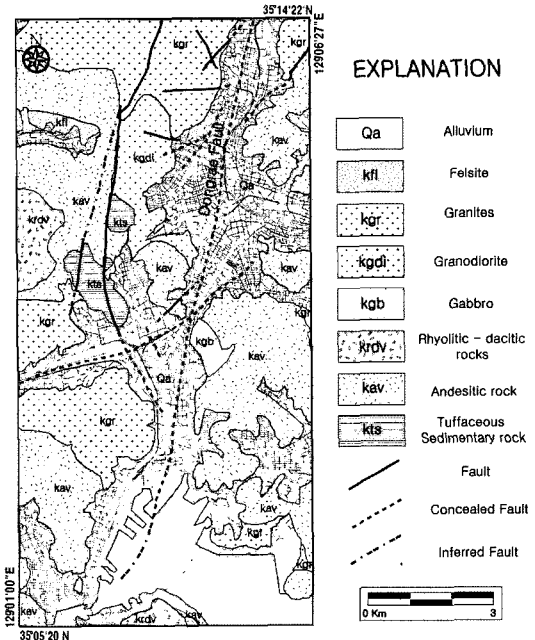 35°14'22"N
129°06'27"E
N
kgr
kgr
kfl
kgdi
kav
Dongrae Fault
Qa
kav
krdv
kts
kav
kts
kav
kgr
kgr
kgb
kav
Qa
kgr
kav
kav
kgr
kav
krdv
kav
129°01'00"E
35°05'20 N
EXPLANATION
Qa Alluvium
kfl Felsite
kgr Granites
kgdi Granodiorite
kgb Gabbro
krdv Rhyolitic - dacitic
rocks
kav Andesitic rock
kts Tuffaceous
Sedimentary rock
Fault
Concealed Fault
Inferred Fault
0 Km 3